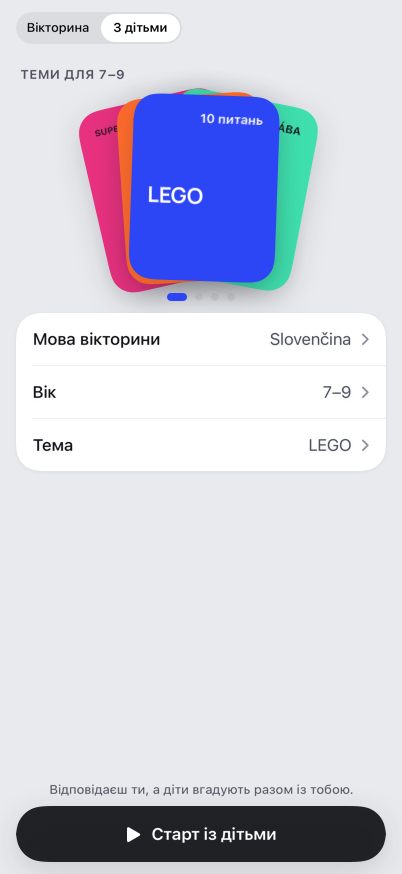 Вікторина
З дітьми
ТЕМИ ДЛЯ 7–9
10 питань
LEGO
Мова вікторини
Slovenčina
Вік
7–9
Тема
LEGO
Відповідаєш ти, а діти вгадують разом із тобою.
Старт із дітьми